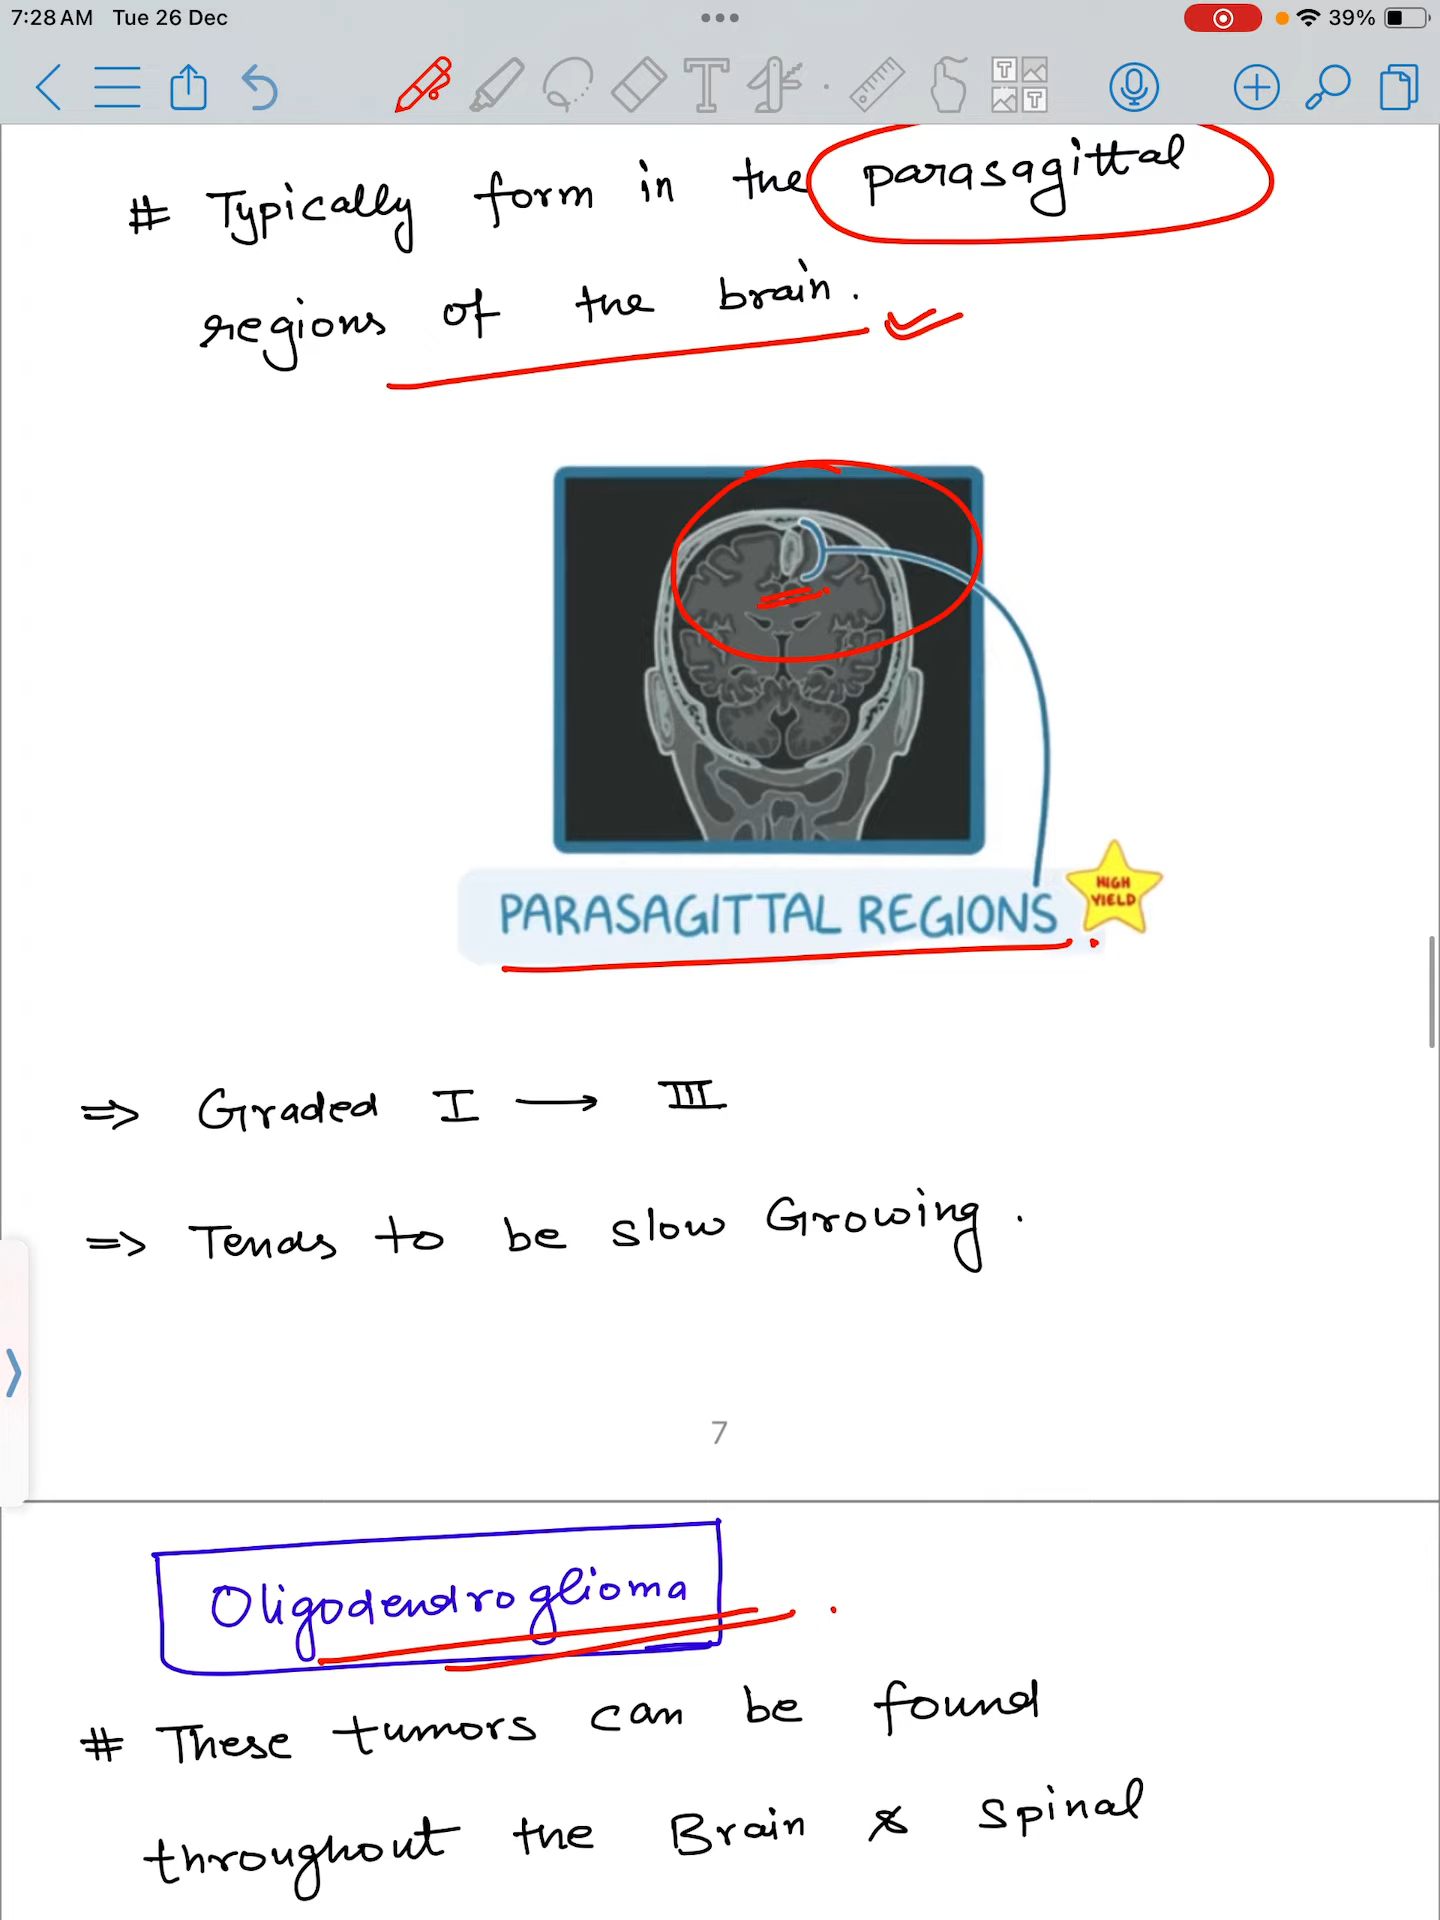 7:28 AM Tue 26 Dec
39%
# Typically form in the parasagittal
regions of the brain.
HIGH
YIELD
PARASAGITTAL REGIONS
⇒ Graded I → III
⇒ Tends to be slow Growing.
7
Oligodendroglioma
# These tumors can be found
throughout the Brain & Spinal